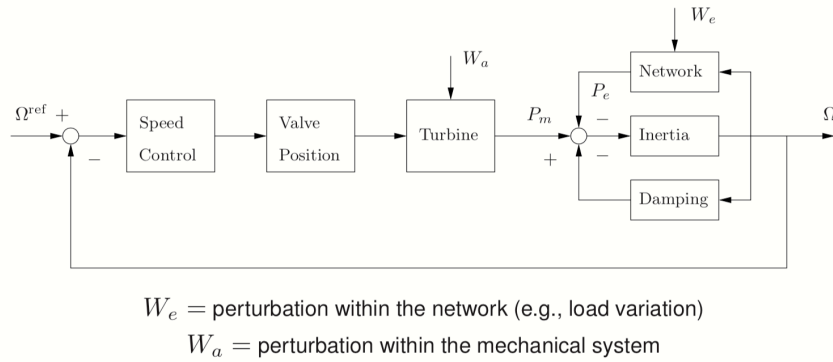 W_e
W_a
Network
Ω^ref +
P_e
Speed
Control
Valve
Position
Turbine
P_m
−
Inertia
Ω
−
+
−
Damping
W_e = perturbation within the network (e.g., load variation)
W_a = perturbation within the mechanical system